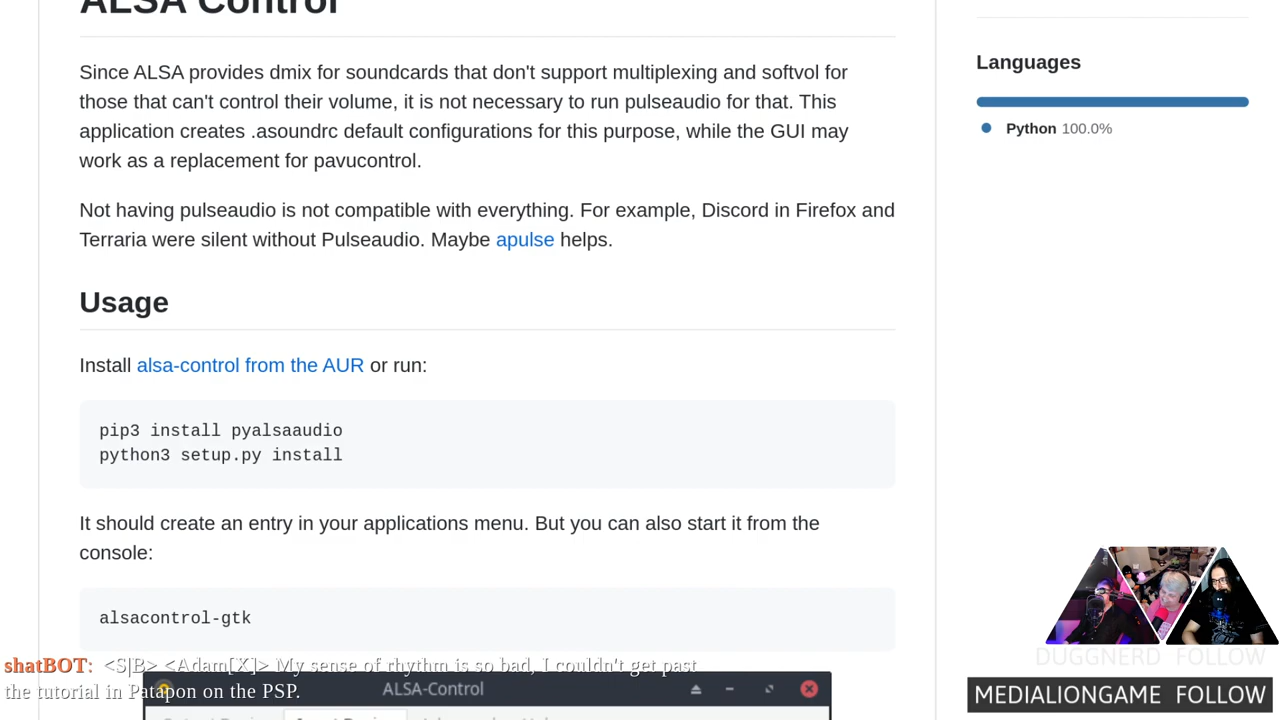 ALSA Control
Since ALSA provides dmix for soundcards that don't support multiplexing and softvol for
those that can't control their volume, it is not necessary to run pulseaudio for that. This
application creates .asoundrc default configurations for this purpose, while the GUI may
work as a replacement for pavucontrol.
Not having pulseaudio is not compatible with everything. For example, Discord in Firefox and
Terraria were silent without Pulseaudio. Maybe apulse helps.
Usage
Install alsa-control from the AUR or run:
pip3 install pyalsaaudio
python3 setup.py install
It should create an entry in your applications menu. But you can also start it from the
console:
alsacontrol-gtk
shatBOT: <S|B> <Adam[X]> My sense of rhythm is so bad, I couldn't get past
the tutorial in Patapon on the PSP.
ALSA-Control
Languages
Python 100.0%
DUGGNERD FOLLOW
MEDIALIONGAME FOLLOW